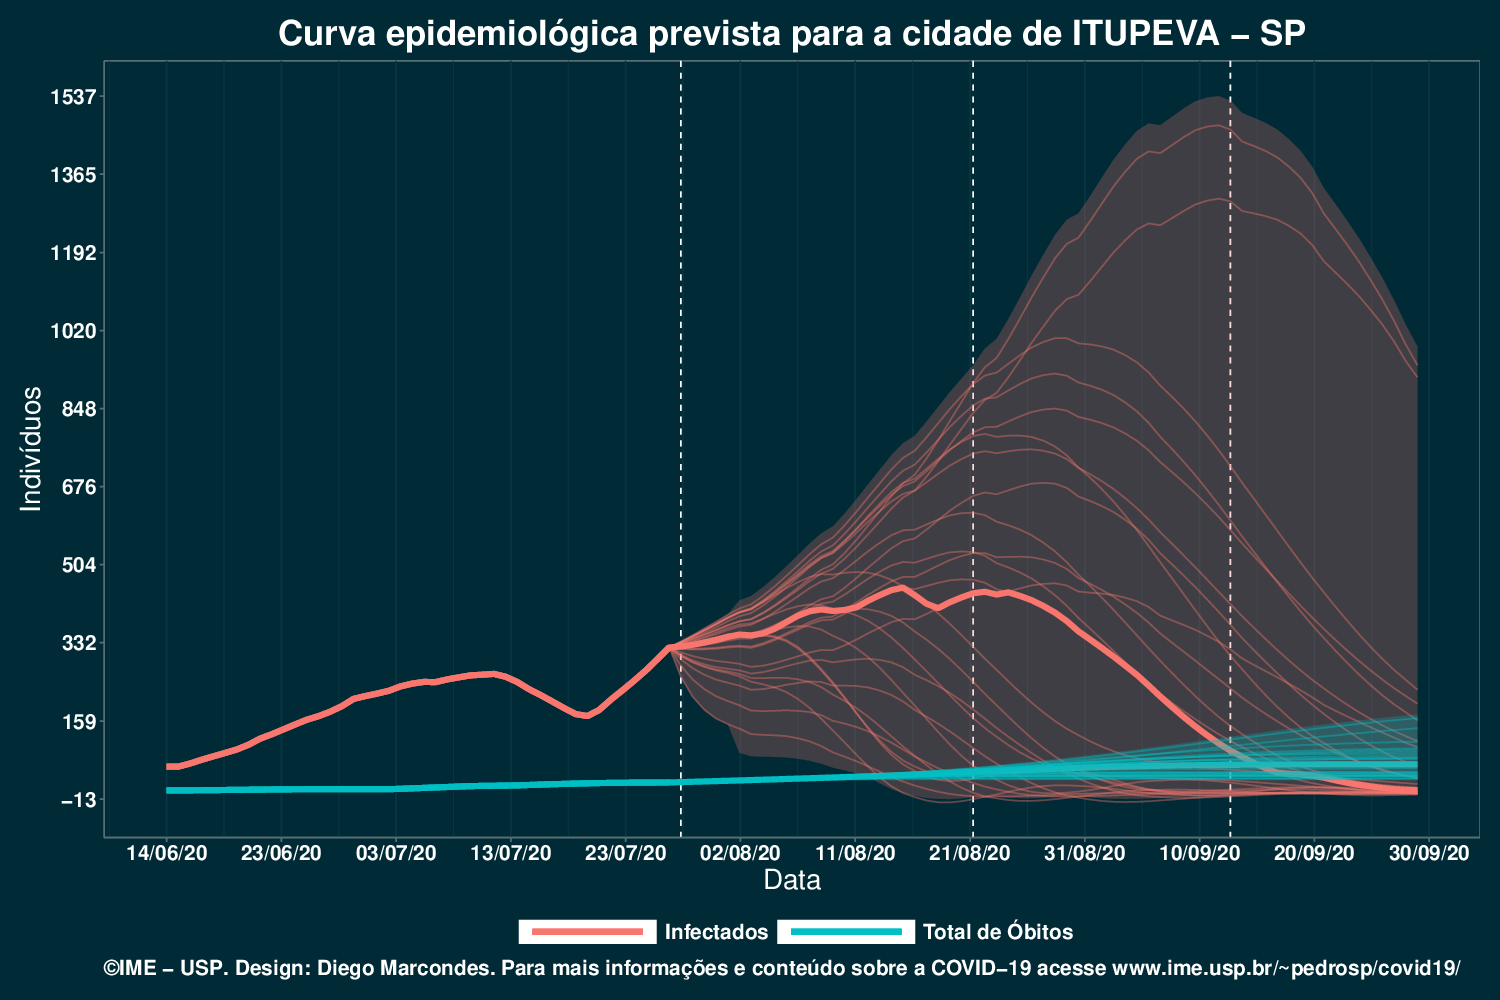 Curva epidemiológica prevista para a cidade de ITUPEVA – SP
1537
1365
1192
1020
848
676
504
332
159
−13
Indivíduos
14/06/20 23/06/20 03/07/20 13/07/20 23/07/20 02/08/20 11/08/20 21/08/20 31/08/20 10/09/20 20/09/20 30/09/20
Data
Infectados Total de Óbitos
©IME − USP. Design: Diego Marcondes. Para mais informações e conteúdo sobre a COVID−19 acesse www.ime.usp.br/~pedrosp/covid19/